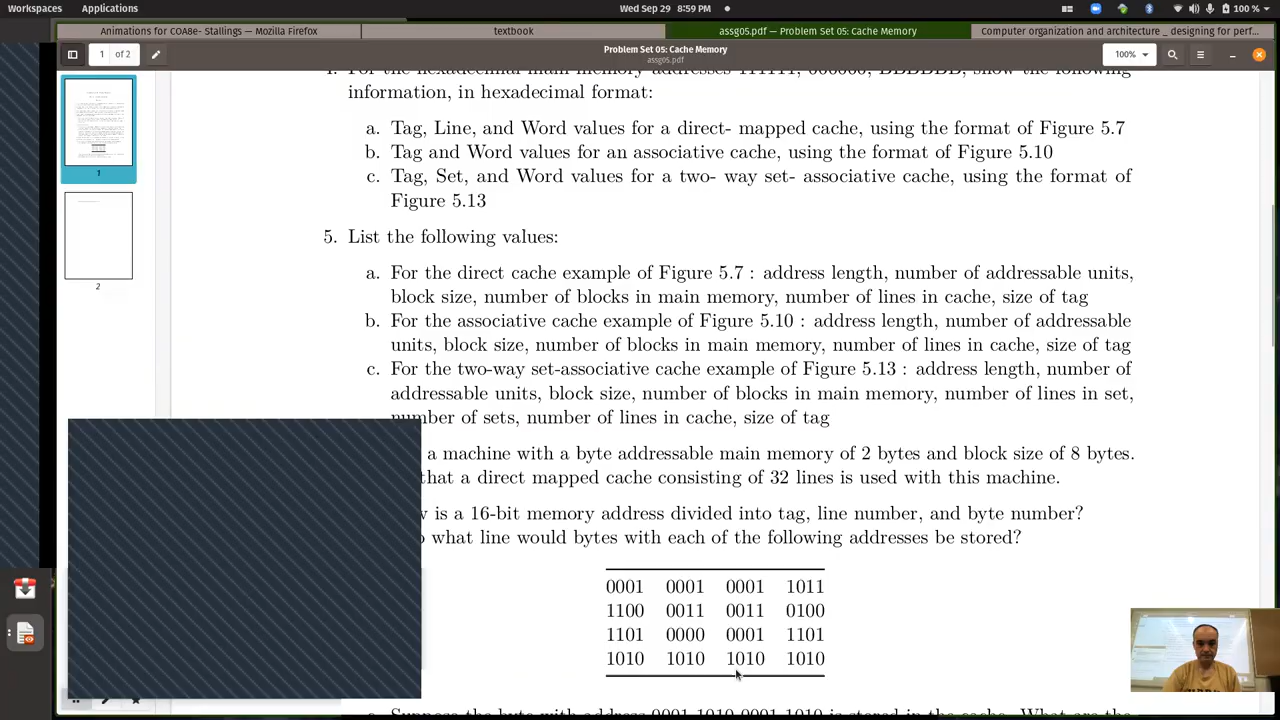 Workspaces Applications Wed Sep 29 8:59 PM 100 %
Animations for COA8e- Stallings — Mozilla Firefox textbook assg05.pdf — Problem Set 05: Cache Memory Computer organization and architecture _ designing for perf...
1 of 2 Problem Set 05: Cache Memory 100%
assg05.pdf
information, in hexadecimal format:
a. Tag, Line, and Word values for a direct- mapped cache, using the format of Figure 5.7
b. Tag and Word values for an associative cache, using the format of Figure 5.10
c. Tag, Set, and Word values for a two- way set- associative cache, using the format of
Figure 5.13
5. List the following values:
a. For the direct cache example of Figure 5.7 : address length, number of addressable units,
block size, number of blocks in main memory, number of lines in cache, size of tag
b. For the associative cache example of Figure 5.10 : address length, number of addressable
units, block size, number of blocks in main memory, number of lines in cache, size of tag
c. For the two-way set-associative cache example of Figure 5.13 : address length, number of
addressable units, block size, number of blocks in main memory, number of lines in set,
number of sets, number of lines in cache, size of tag
a machine with a byte addressable main memory of 2 bytes and block size of 8 bytes.
that a direct mapped cache consisting of 32 lines is used with this machine.
is a 16-bit memory address divided into tag, line number, and byte number?
what line would bytes with each of the following addresses be stored?
0001 0001 0001 1011
1100 0011 0011 0100
1101 0000 0001 1101
1010 1010 1010 1010
1
2